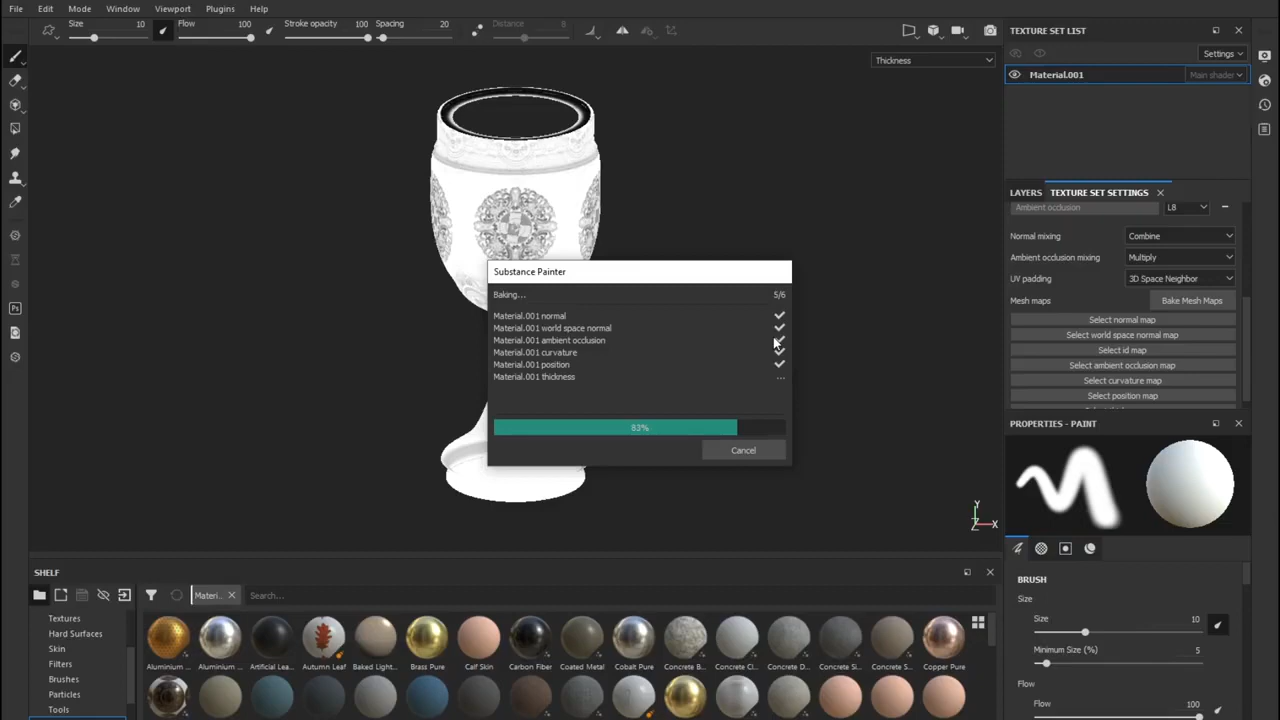 File Edit Mode Window Viewport Plugins Help
Size 10 Flow 100 Stroke opacity 100 Spacing 20 Distance 8
Thickness
TEXTURE SET LIST
Settings
Material.001 Main shader
LAYERS TEXTURE SET SETTINGS
Ambient occlusion L8
Normal mixing Combine
Ambient occlusion mixing Multiply
UV padding 3D Space Neighbor
Mesh maps Bake Mesh Maps
Select normal map
Select world space normal map
Select id map
Select ambient occlusion map
Select curvature map
Select position map
Substance Painter
Baking... 5/6
Material.001 normal
Material.001 world space normal
Material.001 ambient occlusion
Material.001 curvature
Material.001 position
Material.001 thickness ...
83%
Cancel
Y
Z X
PROPERTIES - PAINT
BRUSH
Size
Size 10
Minimum Size (%) 5
Flow
Flow 100
SHELF
Ps
Materi... Search...
Textures
Hard Surfaces
Skin
Filters
Brushes
Particles
Tools
Aluminium ... Aluminium ... Artificial Lea... Autumn Leaf Baked Light... Brass Pure Calf Skin Carbon Fiber Coated Metal Cobalt Pure Concrete B... Concrete Cl... Concrete D... Concrete Si... Concrete S... Copper Pure